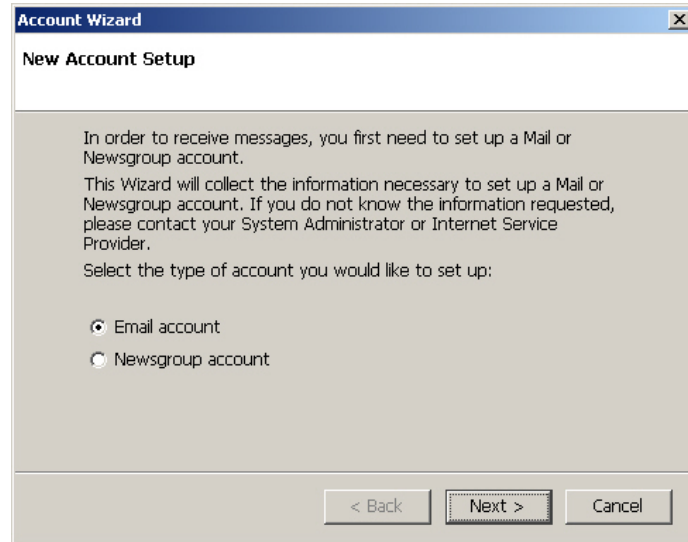 Account Wizard
New Account Setup
In order to receive messages, you first need to set up a Mail or
Newsgroup account.
This Wizard will collect the information necessary to set up a Mail or
Newsgroup account. If you do not know the information requested,
please contact your System Administrator or Internet Service
Provider.
Select the type of account you would like to set up:
Email account
Newsgroup account
< Back Next > Cancel